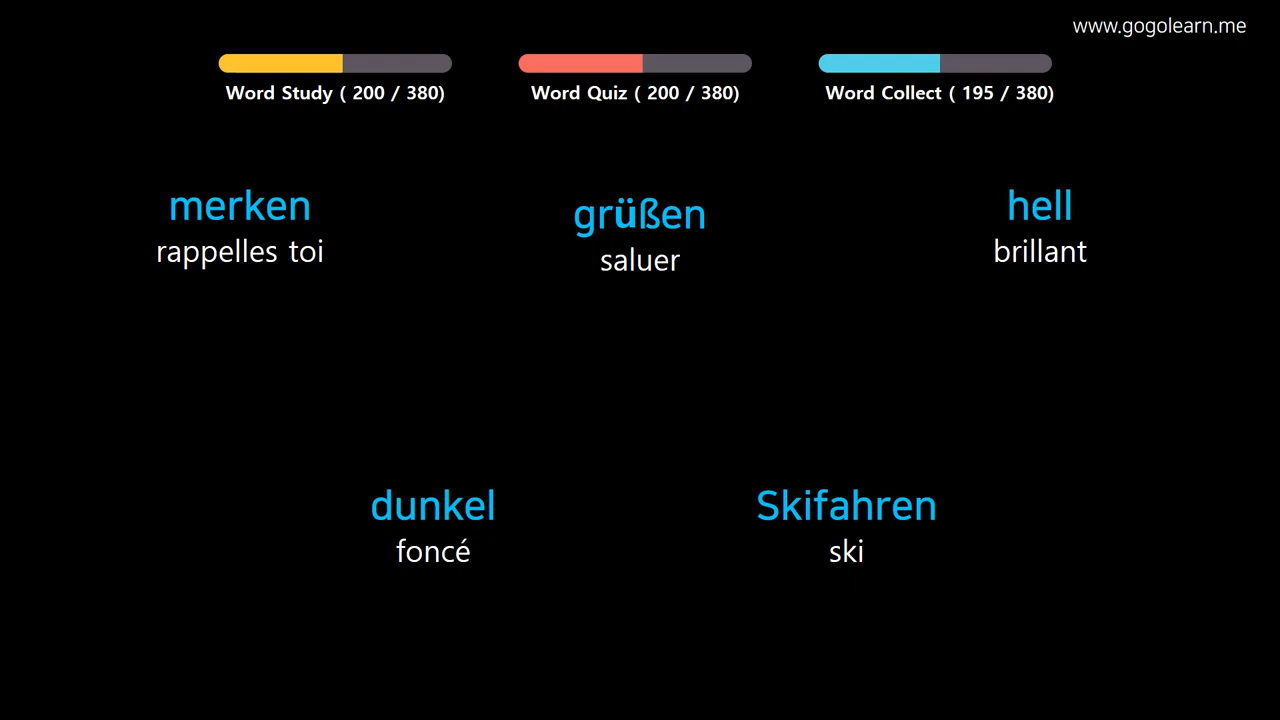 www.gogolearn.me
Word Study ( 200 / 380)
Word Quiz ( 200 / 380)
Word Collect ( 195 / 380)
merken
rappelles toi
grüßen
saluer
hell
brillant
dunkel
foncé
Skifahren
ski